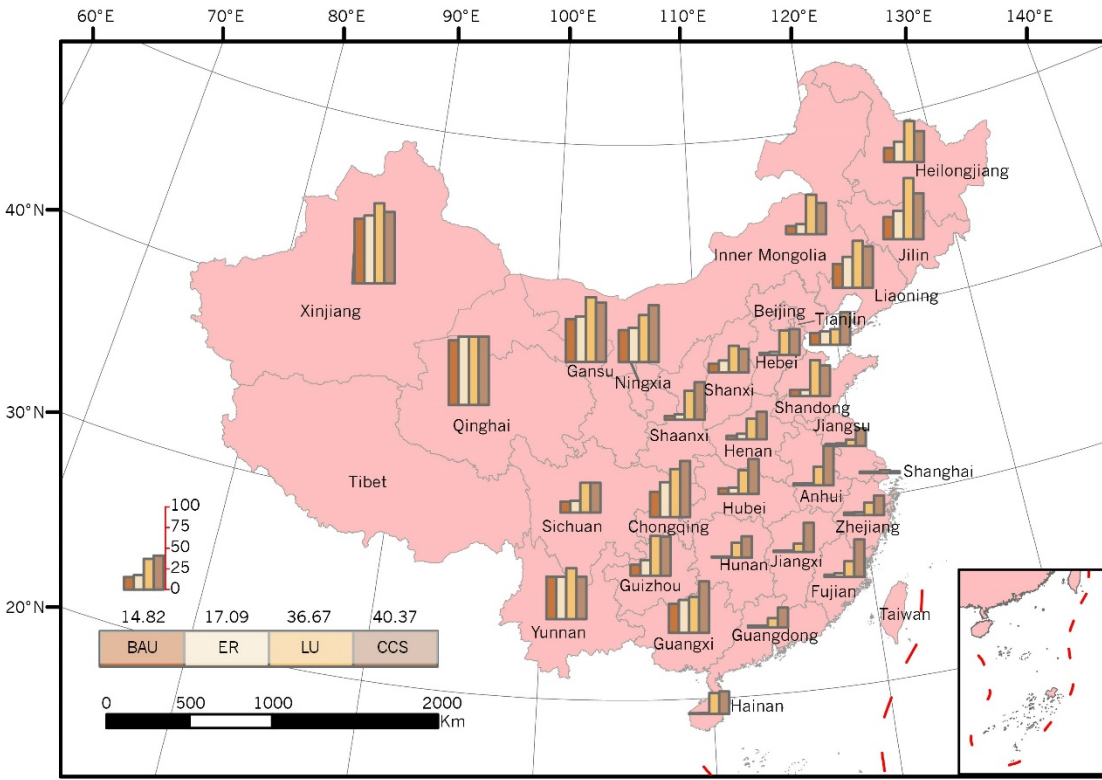 60°E 70°E 80°E 90°E 100°E 110°E 120°E 130°E 140°E
40°N
30°N
20°N
Heilongjiang
Inner Mongolia
Jilin
Liaoning
Xinjiang
Beijing
Tianjin
Hebei
Gansu
Ningxia
Shanxi
Shandong
Qinghai
Shaanxi
Henan
Jiangsu
Shanghai
Tibet
Sichuan
Chongqing
Hubei
Anhui
Zhejiang
Guizhou
Hunan
Jiangxi
Fujian
Yunnan
Guangxi
Guangdong
Taiwan
Hainan
100
75
50
25
0
14.82 17.09 36.67 40.37
BAU ER LU CCS
0 500 1000 2000
Km